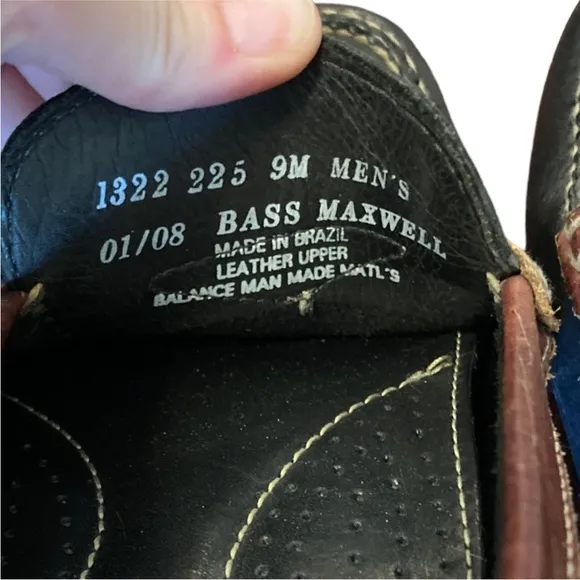 1322 225 9M MEN'S
01/08 BASS MAXWELL
MADE IN BRAZIL
LEATHER UPPER
BALANCE MAN MADE MATL'S